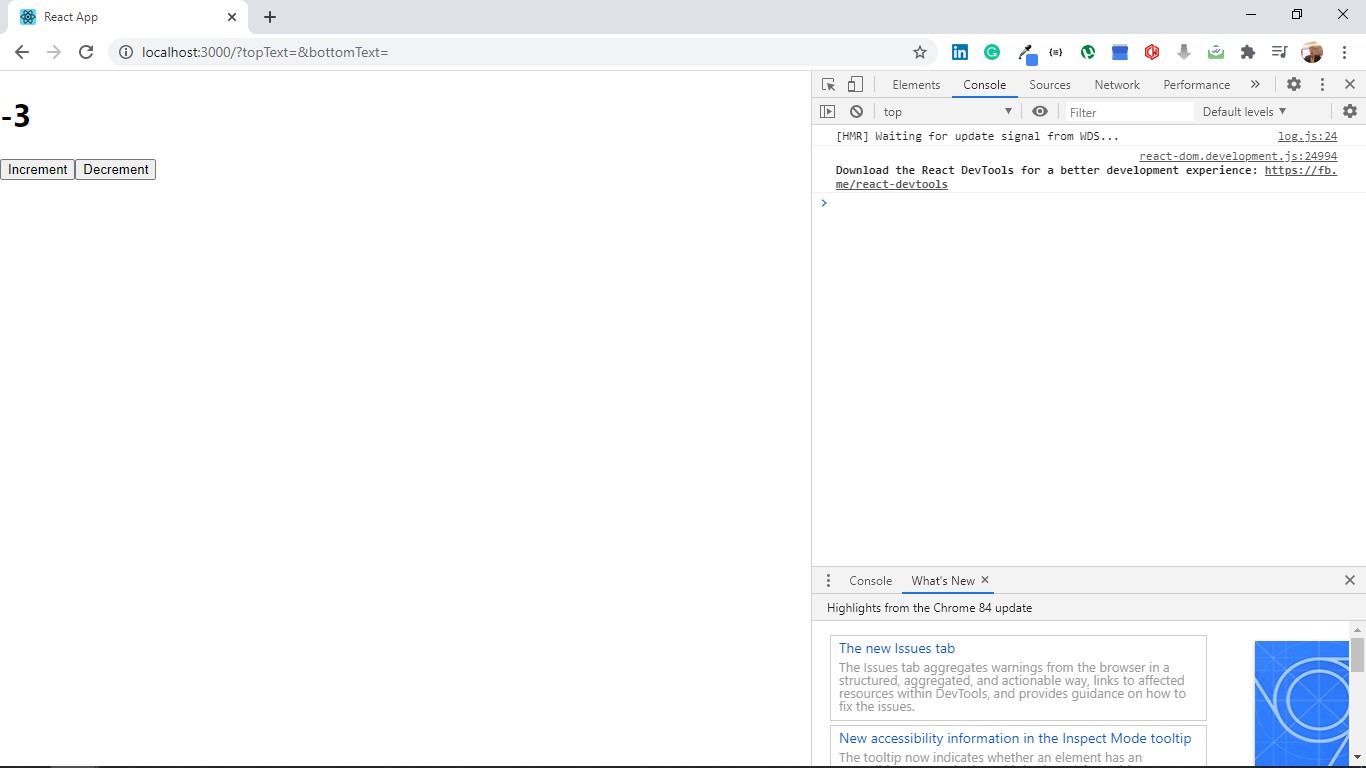 React App
localhost:3000/?topText=&bottomText=
-3
Increment Decrement
Elements Console Sources Network Performance
top Filter Default levels
[HMR] Waiting for update signal from WDS... log.js:24
react-dom.development.js:24994
Download the React DevTools for a better development experience: https://fb.
me/react-devtools
Console What's New
Highlights from the Chrome 84 update
The new Issues tab
The Issues tab aggregates warnings from the browser in a
structured, aggregated, and actionable way, links to affected
resources within DevTools, and provides guidance on how to
fix the issues.
New accessibility information in the Inspect Mode tooltip
The tooltip now indicates whether an element has an